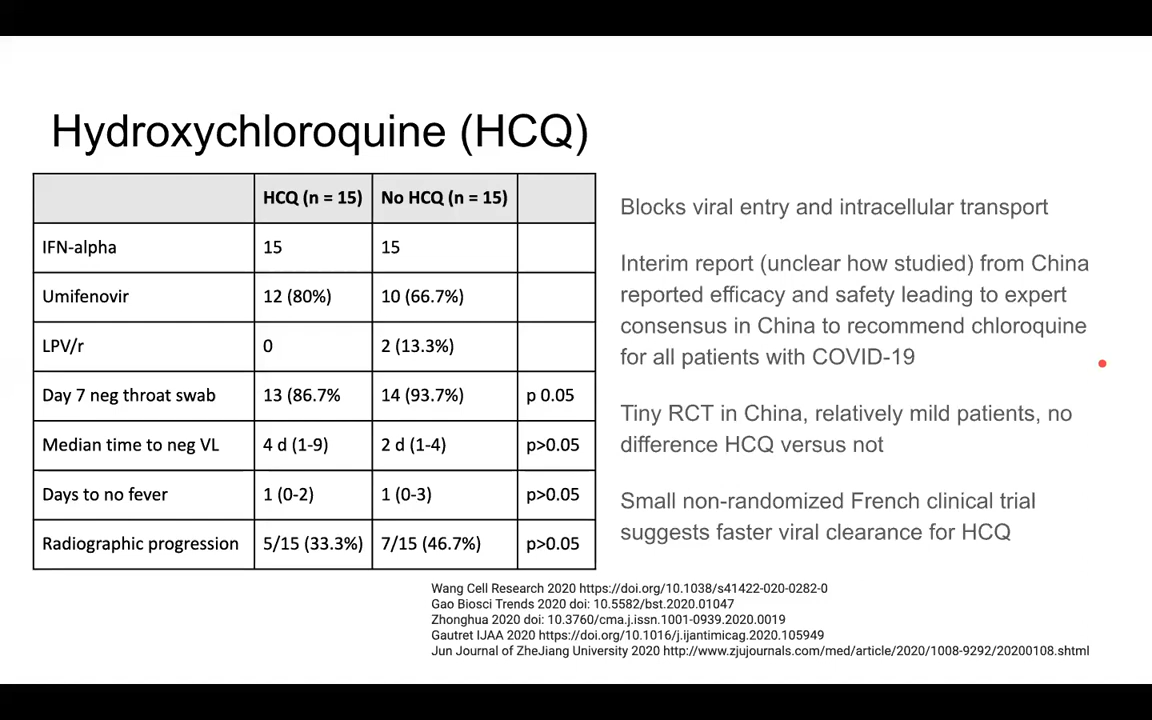 Hydroxychloroquine (HCQ)
HCQ (n = 15) No HCQ (n = 15)
IFN-alpha 15 15
Umifenovir 12 (80%) 10 (66.7%)
LPV/r 0 2 (13.3%)
Day 7 neg throat swab 13 (86.7% 14 (93.7%) p 0.05
Median time to neg VL 4 d (1-9) 2 d (1-4) p>0.05
Days to no fever 1 (0-2) 1 (0-3) p>0.05
Radiographic progression 5/15 (33.3%) 7/15 (46.7%) p>0.05
Blocks viral entry and intracellular transport
Interim report (unclear how studied) from China
reported efficacy and safety leading to expert
consensus in China to recommend chloroquine
for all patients with COVID-19
Tiny RCT in China, relatively mild patients, no
difference HCQ versus not
Small non-randomized French clinical trial
suggests faster viral clearance for HCQ
Wang Cell Research 2020 https://doi.org/10.1038/s41422-020-0282-0
Gao Biosci Trends 2020 doi: 10.5582/bst.2020.01047
Zhonghua 2020 doi: 10.3760/cma.j.issn.1001-0939.2020.0019
Gautret IJAA 2020 https://doi.org/10.1016/j.ijantimicag.2020.105949
Jun Journal of ZheJiang University 2020 http://www.zjujournals.com/med/article/2020/1008-9292/20200108.shtml